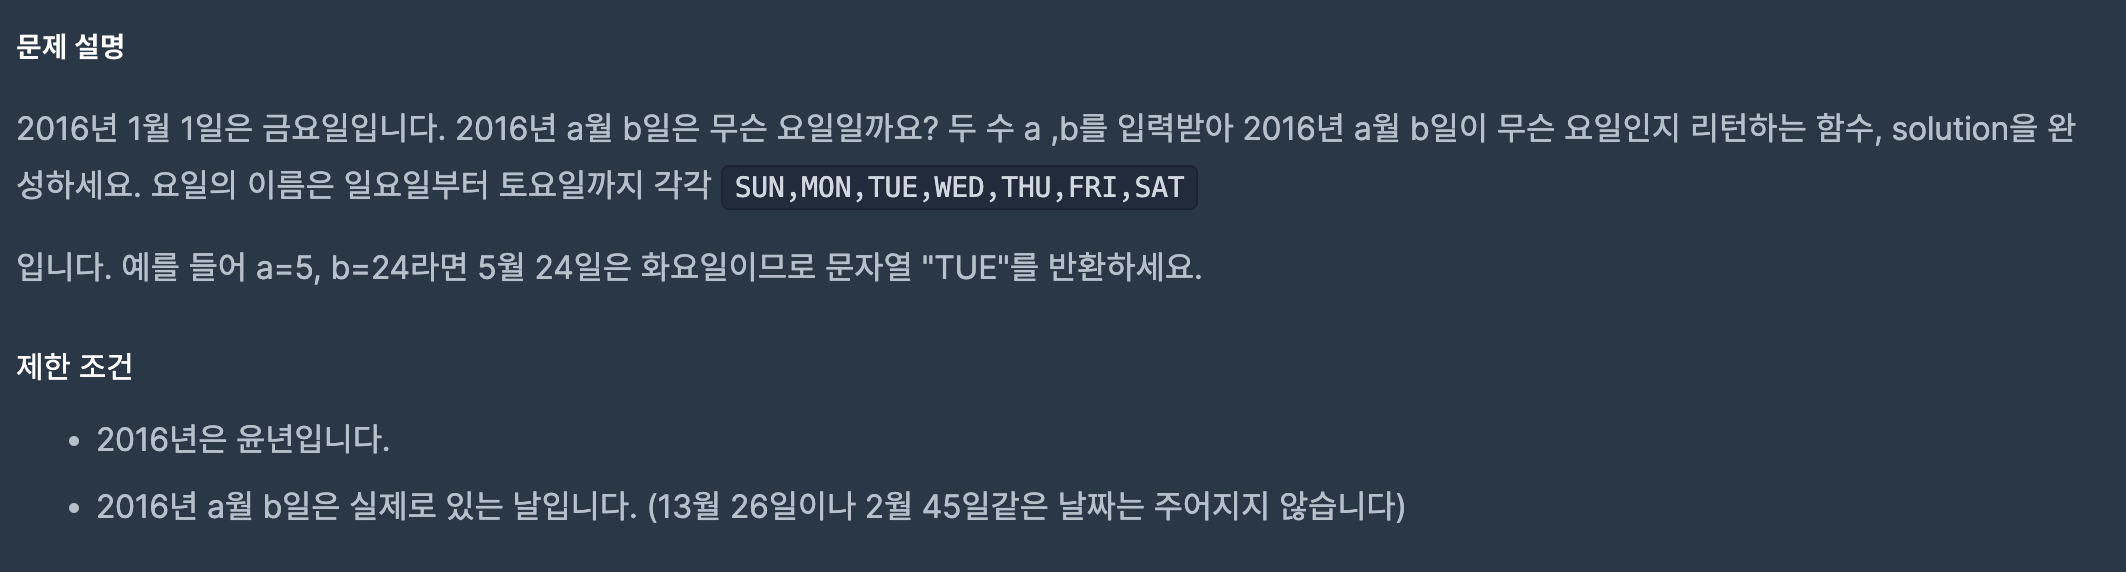 문제 설명
2016년 1월 1일은 금요일입니다. 2016년 a월 b일은 무슨 요일일까요? 두 수 a ,b를 입력받아 2016년 a월 b일이 무슨 요일인지 리턴하는 함수, solution을 완
성하세요. 요일의 이름은 일요일부터 토요일까지 각각 SUN,MON,TUE,WED,THU,FRI,SAT
입니다. 예를 들어 a=5, b=24라면 5월 24일은 화요일이므로 문자열 "TUE"를 반환하세요.
제한 조건
• 2016년은 윤년입니다.
• 2016년 a월 b일은 실제로 있는 날입니다. (13월 26일이나 2월 45일같은 날짜는 주어지지 않습니다)